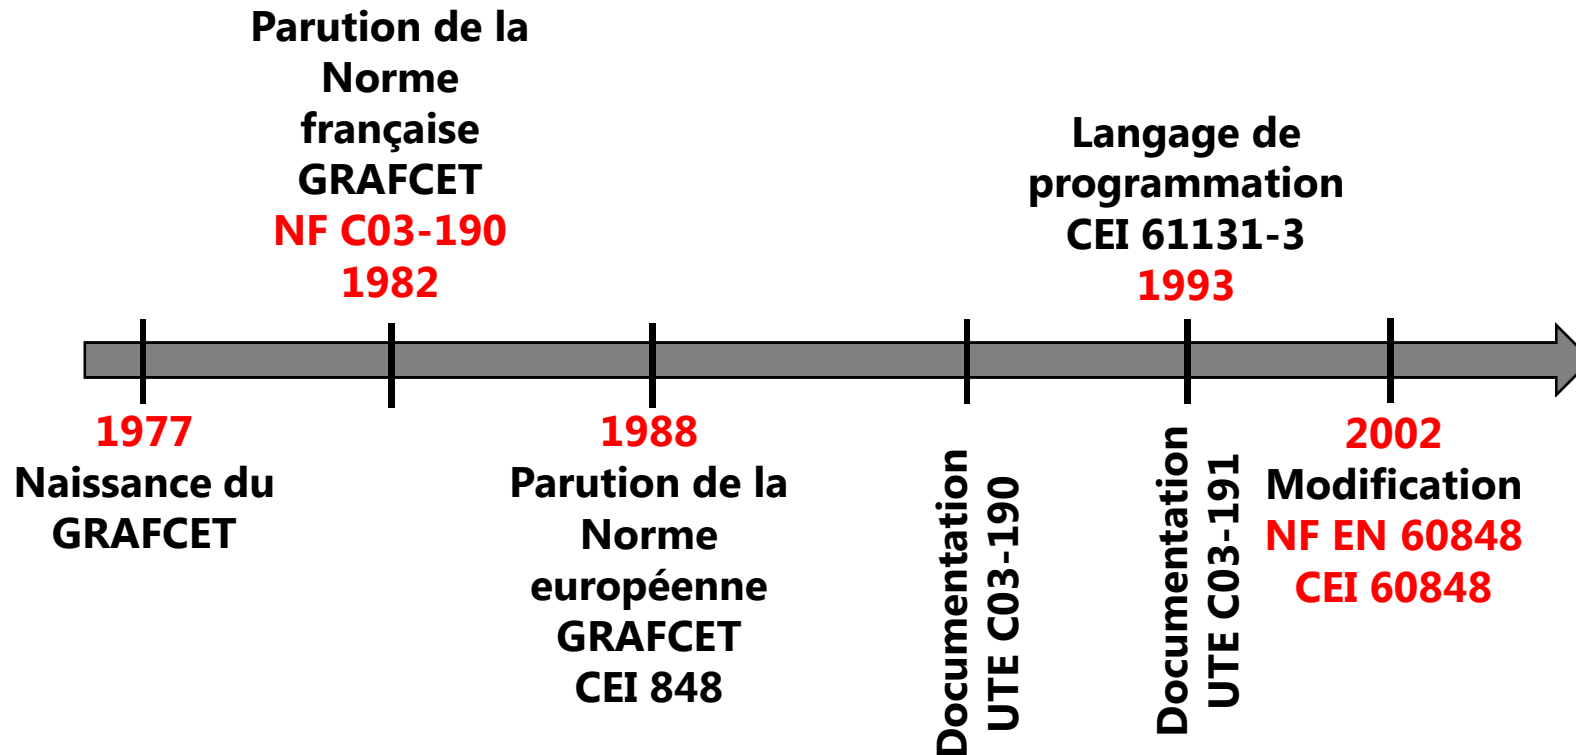 Parution de la
Norme
française
GRAFCET
NF C03-190
1982
Langage de
programmation
CEI 61131-3
1993
1977
Naissance du
GRAFCET
1988
Parution de la
Norme
européenne
GRAFCET
CEI 848
Documentation
UTE C03-190
Documentation
UTE C03-191
2002
Modification
NF EN 60848
CEI 60848